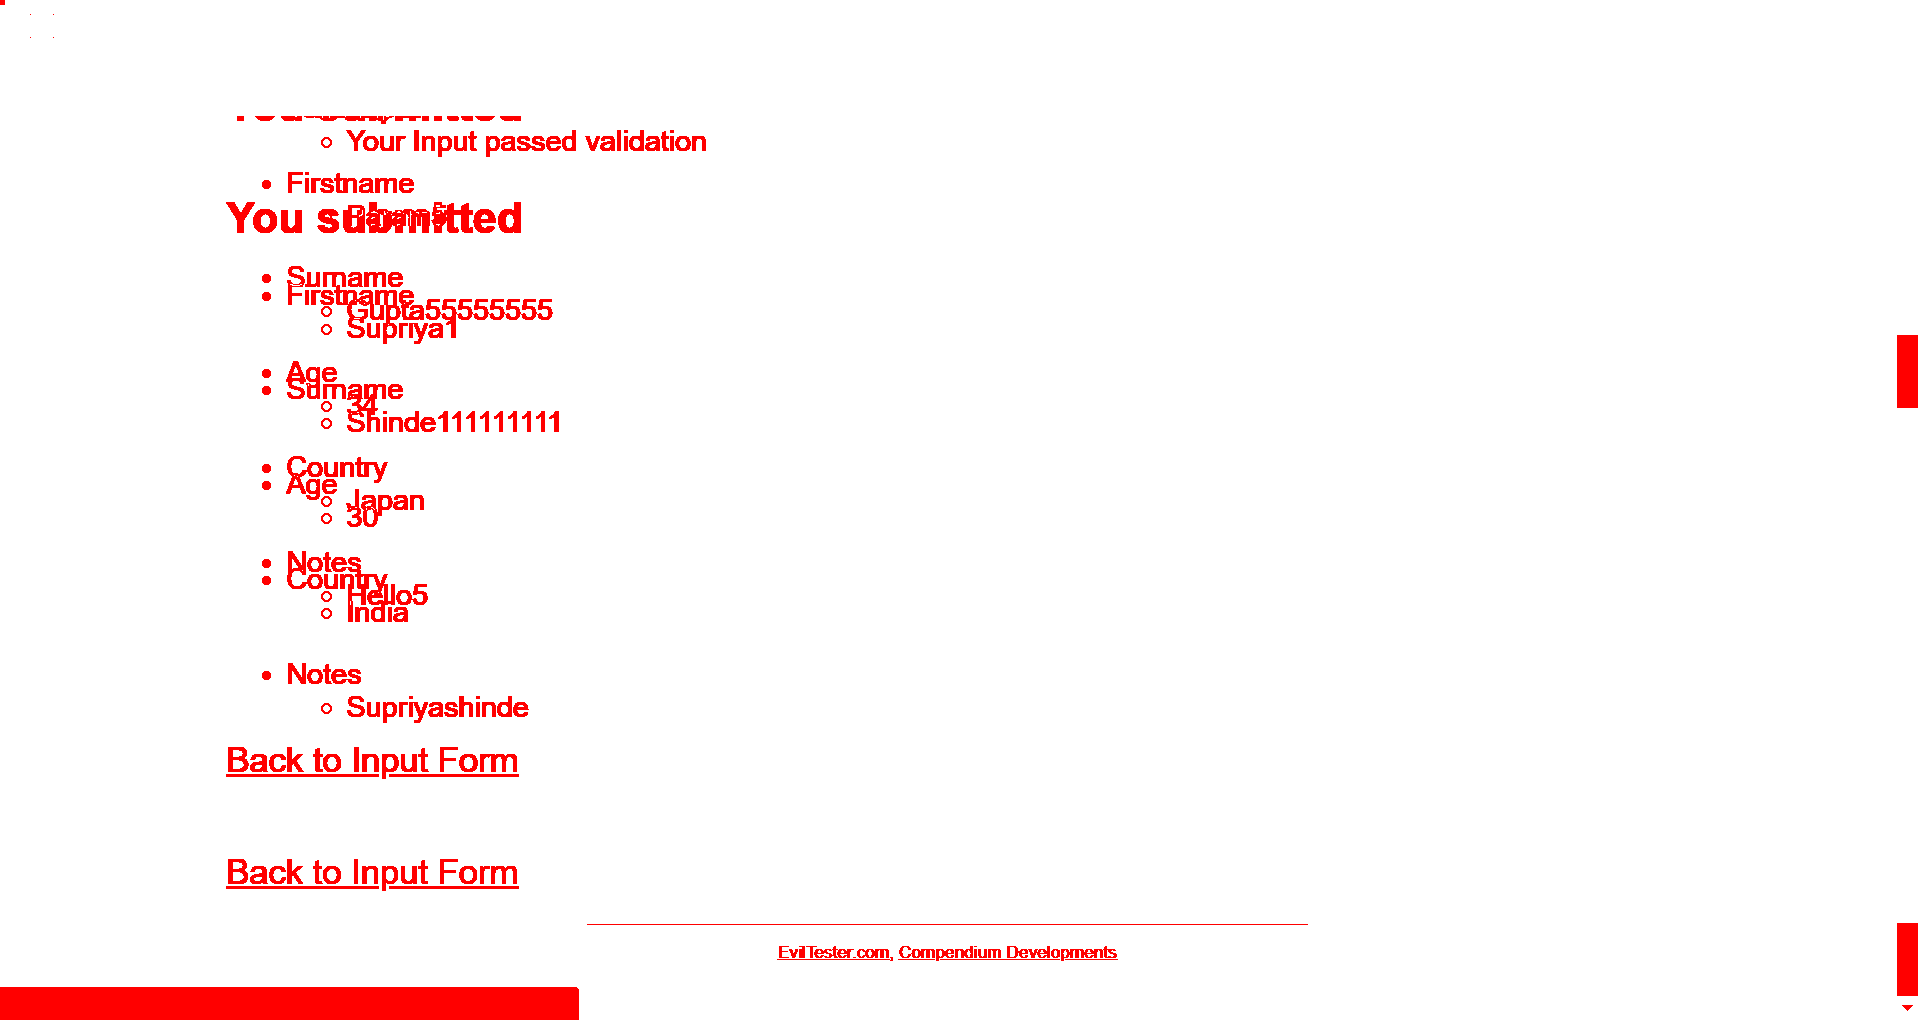 You submitted
Your Input passed validation
Firstname
You submitted
Surname
Firstname
Gupta55555555
Supriya1
Age
Surname
34
Shinde111111111
Country
Age
Japan
30
Notes
Country
Hello5
India
Notes
Supriyashinde
Back to Input Form
Back to Input Form
EvilTester.com, Compendium Developments